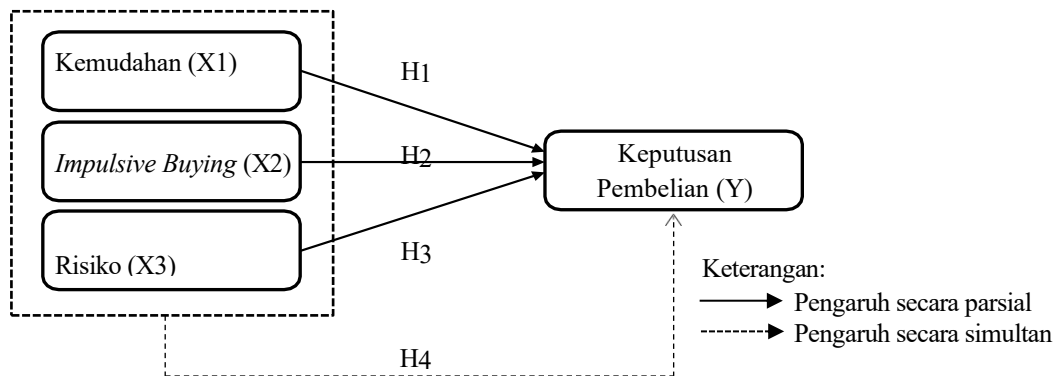 Kemudahan (X1)
H1
Impulsive Buying (X2)
H2
Keputusan
Pembelian (Y)
Risiko (X3)
H3
Keterangan:
Pengaruh secara parsial
Pengaruh secara simultan
H4